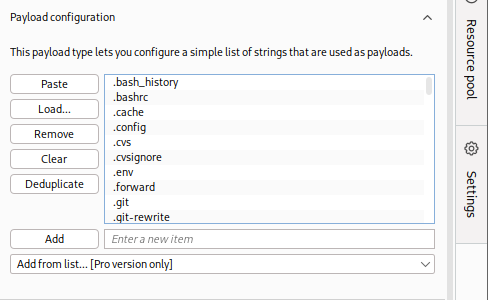 Payload configuration
This payload type lets you configure a simple list of strings that are used as payloads.
Paste
Load...
Remove
Clear
Deduplicate
.bash_history
.bashrc
.cache
.config
.cvs
.cvsignore
.env
.forward
.git
.git-rewrite
Add
Enter a new item
Add from list... [Pro version only]
Resource pool
Settings